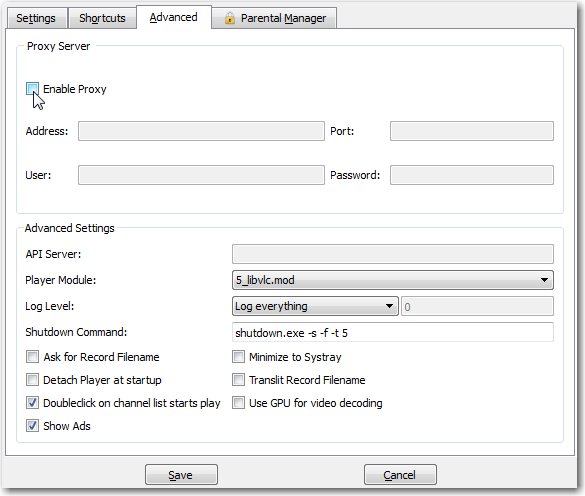 Settings Shortcuts Advanced Parental Manager
Proxy Server
Enable Proxy
Address: Port:
User: Password:
Advanced Settings
API Server:
Player Module: 5_libvlc.mod
Log Level: Log everything 0
Shutdown Command: shutdown.exe -s -f -t 5
Ask for Record Filename Minimize to Systray
Detach Player at startup Translit Record Filename
Doubleclick on channel list starts play Use GPU for video decoding
Show Ads
Save Cancel